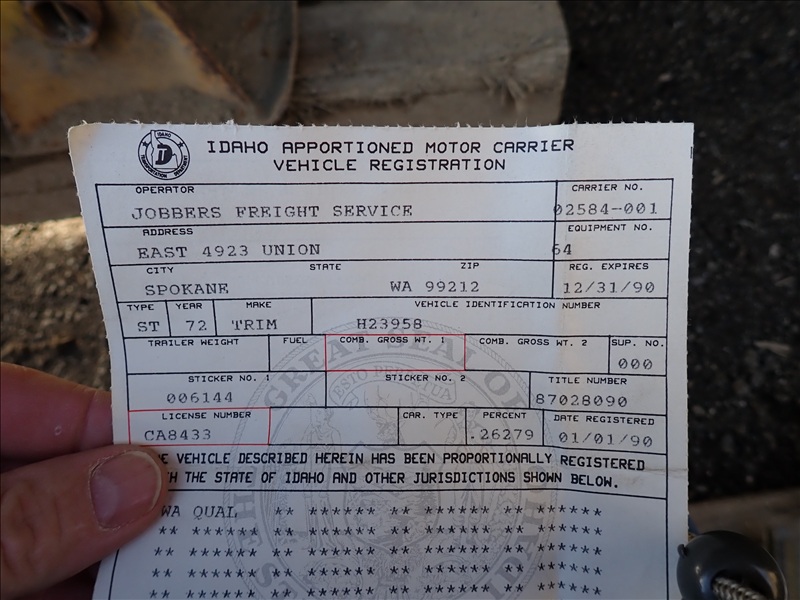 IDAHO APPORTIONED MOTOR CARRIER
VEHICLE REGISTRATION
OPERATOR CARRIER NO.
JOBBERS FREIGHT SERVICE 02584-001
ADDRESS EQUIPMENT NO.
EAST 4923 UNION 64
CITY STATE ZIP REG. EXPIRES
SPOKANE WA 99212 12/31/90
TYPE YEAR MAKE VEHICLE IDENTIFICATION NUMBER
ST 72 TRIM H23958
TRAILER WEIGHT FUEL COMB. GROSS WT. 1 COMB. GROSS WT. 2 SUP. NO.
000
STICKER NO. 1 STICKER NO. 2 TITLE NUMBER
006144 87028090
LICENSE NUMBER CAR. TYPE PERCENT DATE REGISTERED
CA8433 .26279 01/01/90
VEHICLE DESCRIBED HEREIN HAS BEEN PROPORTIONALLY REGISTERED
THE STATE OF IDAHO AND OTHER JURISDICTIONS SHOWN BELOW.
WA QUAL ** ****** ** ****** ** ****** ** ******
** ****** ** ****** ** ****** ** ****** ** ******
** ****** ** ****** ** ****** ** ****** ** ******
** ****** ** ****** ** ****** ** ****** ** ******
** ****** ** ****** ** ****** ** ****** ** ******
GREAT SEAL OF